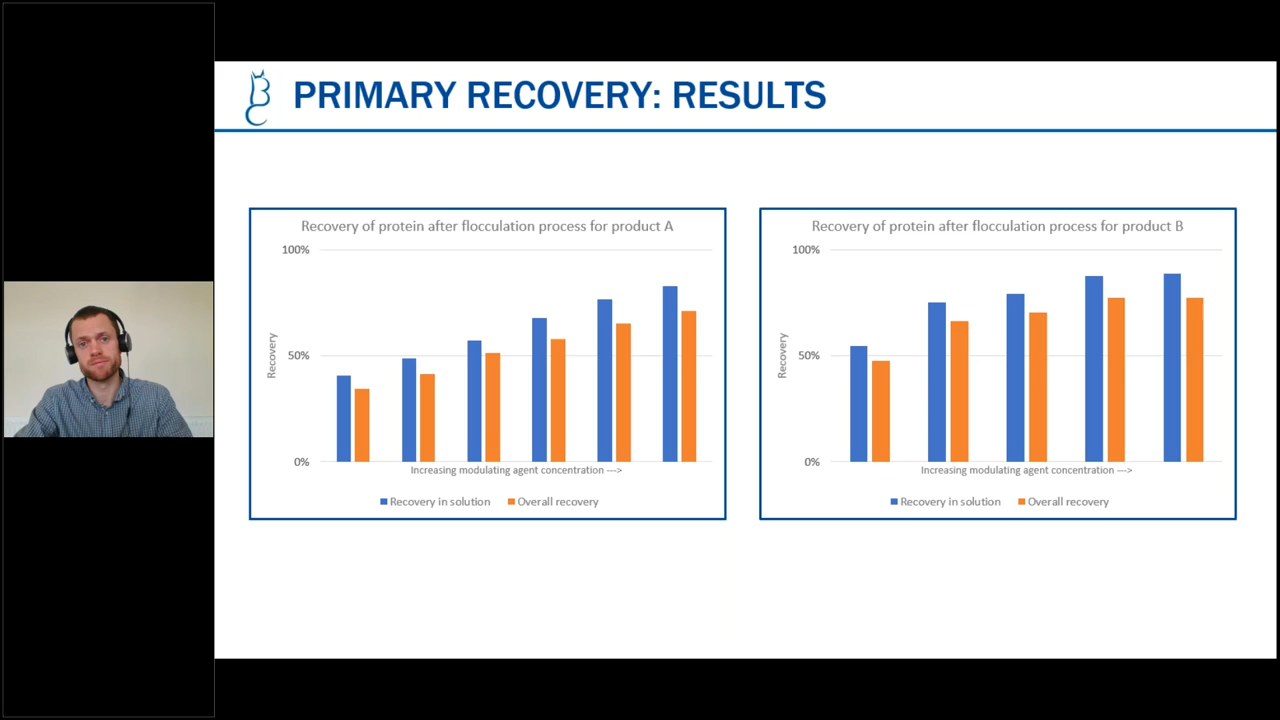 PRIMARY RECOVERY: RESULTS
Recovery of protein after flocculation process for product A
100%
50%
0%
Recovery
Increasing modulating agent concentration --->
Recovery in solution
Overall recovery
Recovery of protein after flocculation process for product B
100%
50%
0%
Recovery
Increasing modulating agent concentration --->
Recovery in solution
Overall recovery